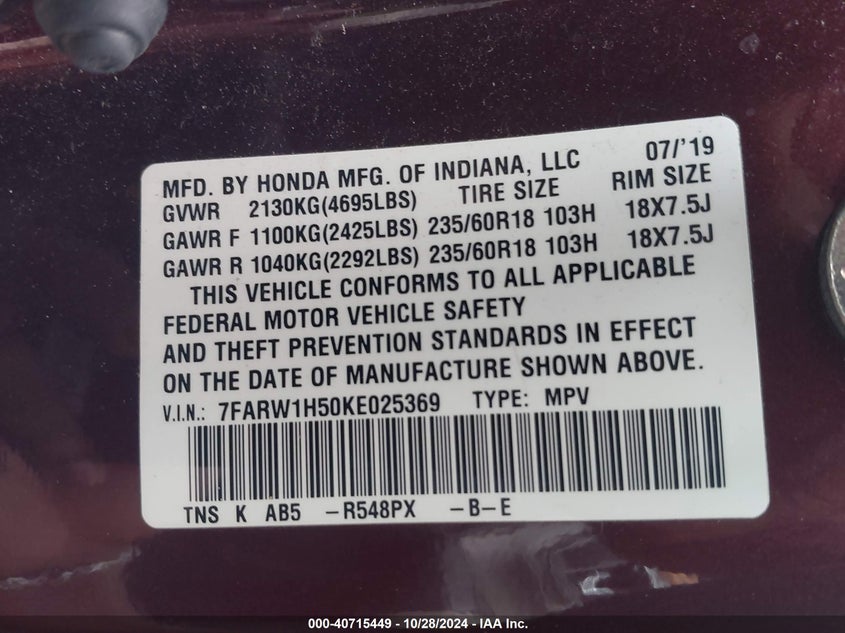 MFD. BY HONDA MFG. OF INDIANA, LLC 07/'19
GVWR 2130KG(4695LBS) TIRE SIZE RIM SIZE
GAWR F 1100KG(2425LBS) 235/60R18 103H 18X7.5J
GAWR R 1040KG(2292LBS) 235/60R18 103H 18X7.5J
THIS VEHICLE CONFORMS TO ALL APPLICABLE
FEDERAL MOTOR VEHICLE SAFETY
AND THEFT PREVENTION STANDARDS IN EFFECT
ON THE DATE OF MANUFACTURE SHOWN ABOVE.
V.I.N.: 7FARW1H50KE025369 TYPE: MPV
TNS K AB5 -R548PX -B-E
000-40715449 - 10/28/2024 - IAA Inc.